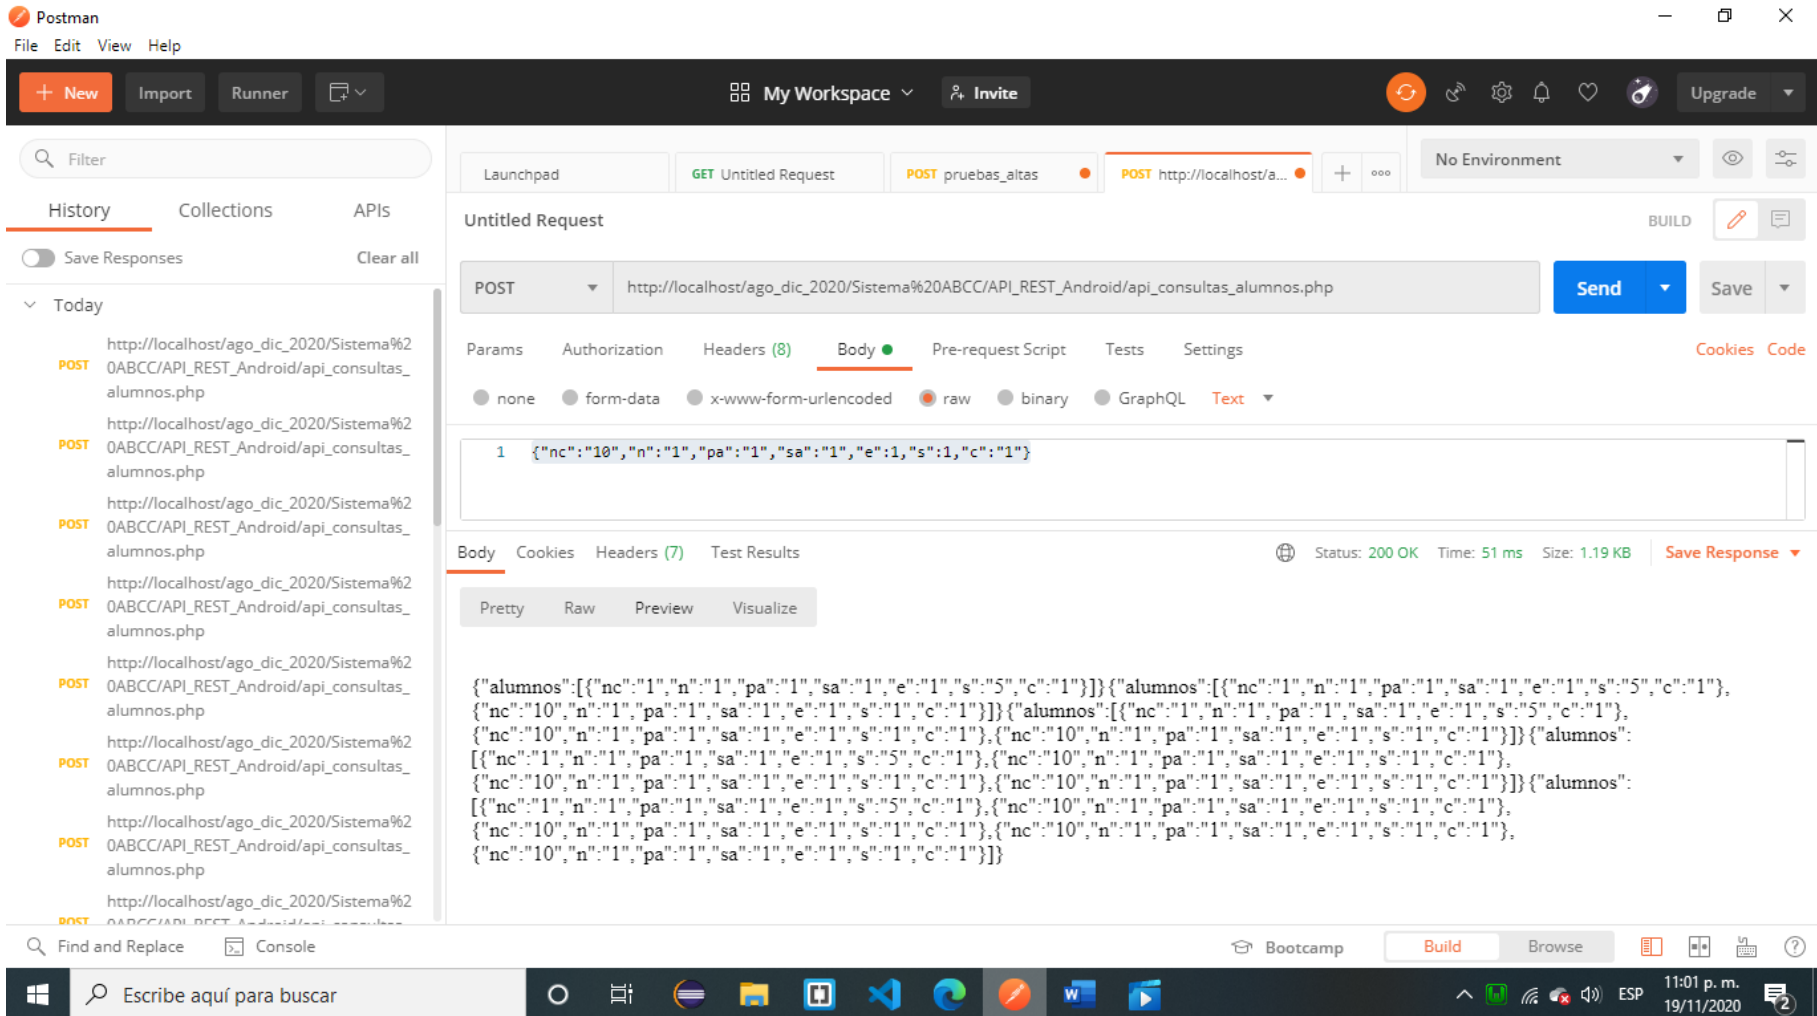 Postman
File Edit View Help
New Import Runner My Workspace Invite Upgrade
Filter
History Collections APIs
Save Responses Clear all
Today
POST http://localhost/ago_dic_2020/Sistema%2
0ABCC/API_REST_Android/api_consultas_
alumnos.php
POST http://localhost/ago_dic_2020/Sistema%2
0ABCC/API_REST_Android/api_consultas_
alumnos.php
POST http://localhost/ago_dic_2020/Sistema%2
0ABCC/API_REST_Android/api_consultas_
alumnos.php
POST http://localhost/ago_dic_2020/Sistema%2
0ABCC/API_REST_Android/api_consultas_
alumnos.php
POST http://localhost/ago_dic_2020/Sistema%2
0ABCC/API_REST_Android/api_consultas_
alumnos.php
POST http://localhost/ago_dic_2020/Sistema%2
0ABCC/API_REST_Android/api_consultas_
alumnos.php
POST http://localhost/ago_dic_2020/Sistema%2
0ABCC/API_REST_Android/api_consultas_
alumnos.php
http://localhost/ago_dic_2020/Sistema%2
POST 0ABCC/API_REST_Android/api_consultas_
Launchpad GET Untitled Request POST pruebas_altas POST http://localhost/a... No Environment
Untitled Request BUILD
POST http://localhost/ago_dic_2020/Sistema%20ABCC/API_REST_Android/api_consultas_alumnos.php Send Save
Params Authorization Headers (8) Body Pre-request Script Tests Settings Cookies Code
none form-data x-www-form-urlencoded raw binary GraphQL Text
1 {"nc":"10","n":"1","pa":"1","sa":"1","e":1,"s":1,"c":"1"}
Body Cookies Headers (7) Test Results Status: 200 OK Time: 51 ms Size: 1.19 KB Save Response
Pretty Raw Preview Visualize
{"alumnos":[{"nc":"1","n":"1","pa":"1","sa":"1","e":"1","s":"5","c":"1"}]}{"alumnos":[{"nc":"1","n":"1","pa":"1","sa":"1","e":"1","s":"5","c":"1"},
{"nc":"10","n":"1","pa":"1","sa":"1","e":"1","s":"1","c":"1"}]}{"alumnos":[{"nc":"1","n":"1","pa":"1","sa":"1","e":"1","s":"5","c":"1"},
{"nc":"10","n":"1","pa":"1","sa":"1","e":"1","s":"1","c":"1"},{"nc":"10","n":"1","pa":"1","sa":"1","e":"1","s":"1","c":"1"}]}{"alumnos":
[{"nc":"1","n":"1","pa":"1","sa":"1","e":"1","s":"5","c":"1"},{"nc":"10","n":"1","pa":"1","sa":"1","e":"1","s":"1","c":"1"},
{"nc":"10","n":"1","pa":"1","sa":"1","e":"1","s":"1","c":"1"},{"nc":"10","n":"1","pa":"1","sa":"1","e":"1","s":"1","c":"1"}]}{"alumnos":
[{"nc":"1","n":"1","pa":"1","sa":"1","e":"1","s":"5","c":"1"},{"nc":"10","n":"1","pa":"1","sa":"1","e":"1","s":"1","c":"1"},
{"nc":"10","n":"1","pa":"1","sa":"1","e":"1","s":"1","c":"1"},{"nc":"10","n":"1","pa":"1","sa":"1","e":"1","s":"1","c":"1"},
{"nc":"10","n":"1","pa":"1","sa":"1","e":"1","s":"1","c":"1"}]}
Find and Replace Console Bootcamp Build Browse
Escribe aquí para buscar ESP 11:01 p. m.
19/11/2020 2